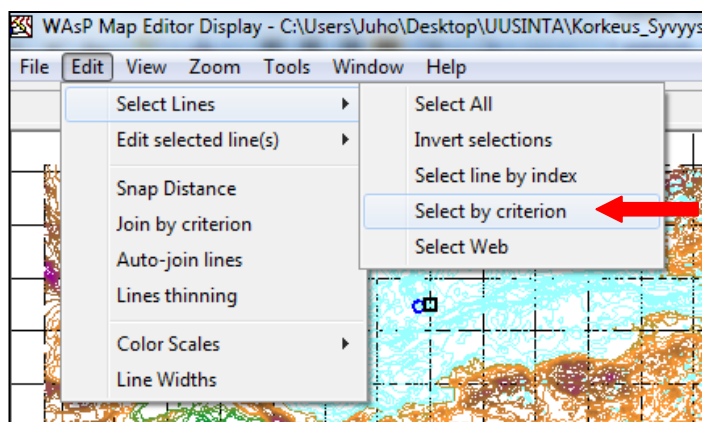 WAsP Map Editor Display - C:\Users\Juho\Desktop\UUSINTA\Korkeus_Syvyys
File Edit View Zoom Tools Window Help
Select Lines
Edit selected line(s)
Snap Distance
Join by criterion
Auto-join lines
Lines thinning
Color Scales
Line Widths
Select All
Invert selections
Select line by index
Select by criterion
Select Web